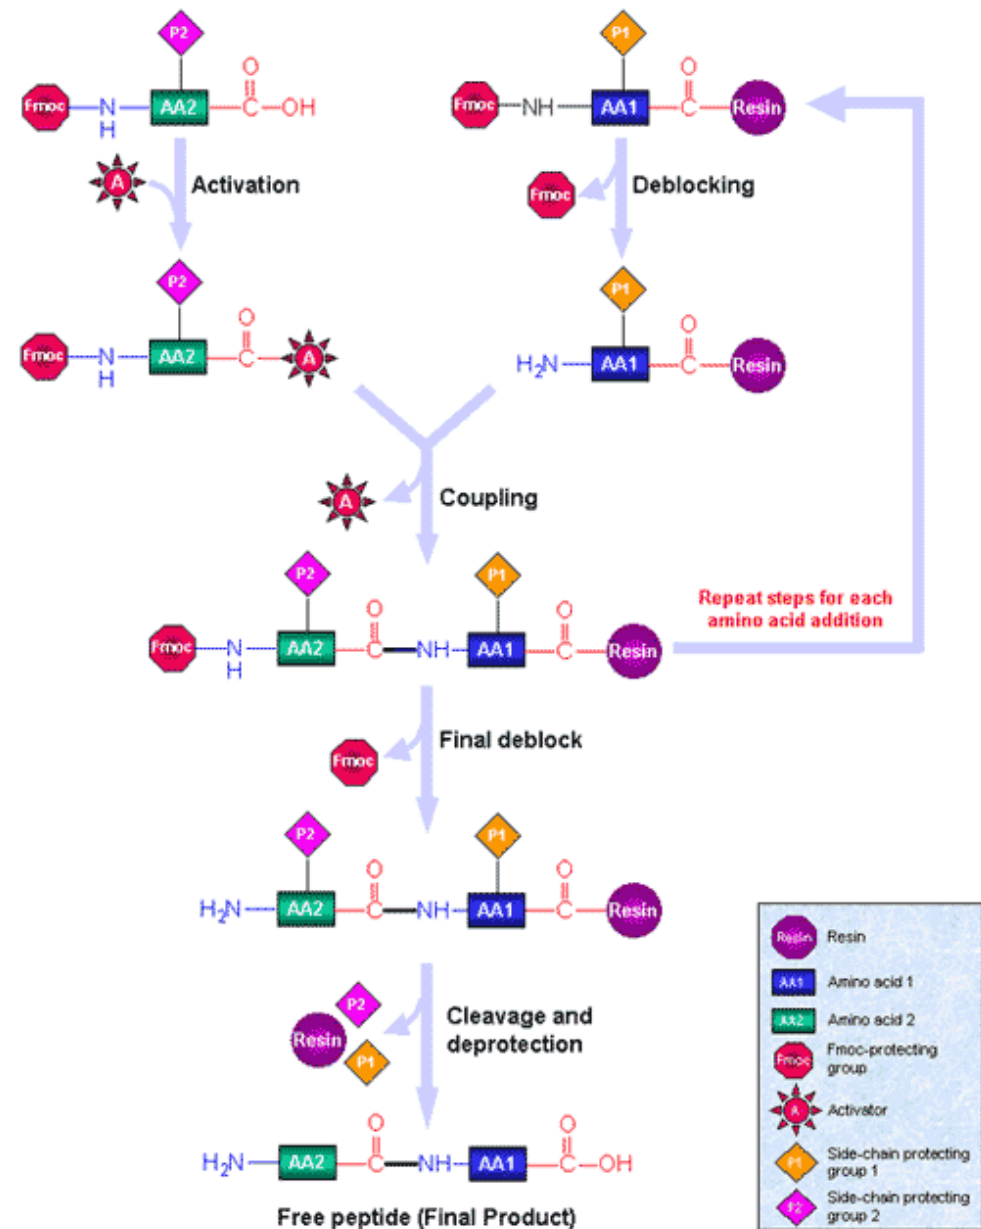 P2
P1
Fmoc N H AA2 C O OH
Fmoc NH AA1 C O Resin
A Activation
Fmoc Deblocking
P2
P1
Fmoc N H AA2 C O A
H₂N AA1 C O Resin
A Coupling
P2
P1
Repeat steps for each
amino acid addition
Fmoc N H AA2 C O NH AA1 C O Resin
Fmoc Final deblock
P2
P1
H₂N AA2 C O NH AA1 C O Resin
P2
Resin
P1
Cleavage and
deprotection
H₂N AA2 C O NH AA1 C O OH
Free peptide (Final Product)
Resin Resin
AA1 Amino acid 1
AA2 Amino acid 2
Fmoc Fmoc-protecting
group
A Activator
P1 Side-chain protecting
group 1
P2 Side-chain protecting
group 2